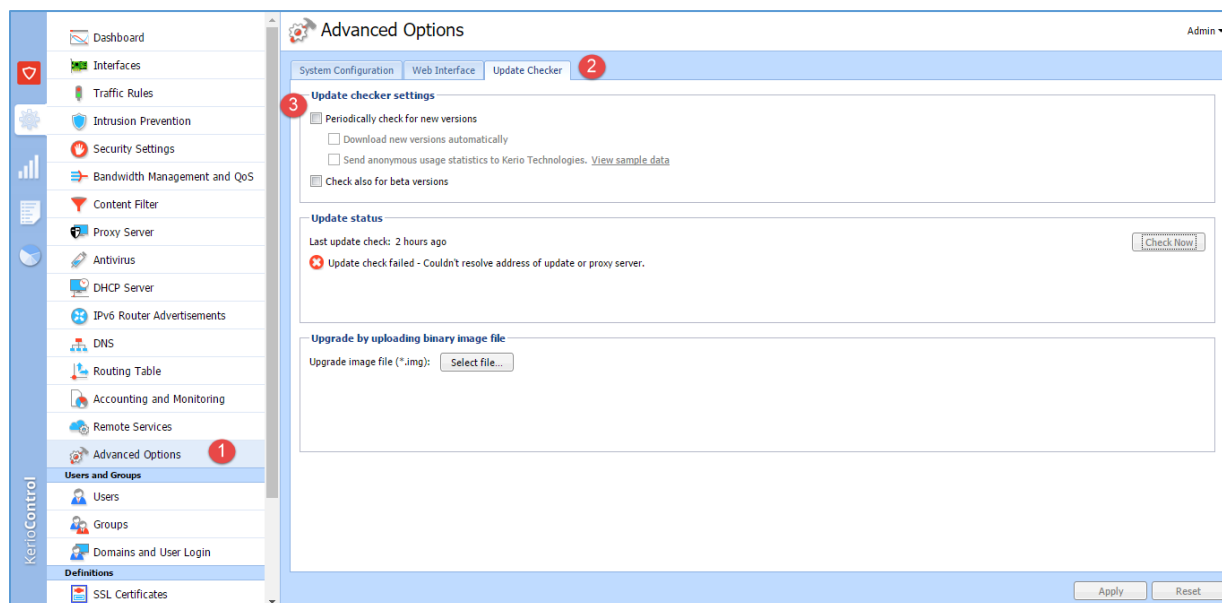 Dashboard
Interfaces
Traffic Rules
Intrusion Prevention
Security Settings
Bandwidth Management and QoS
Content Filter
Proxy Server
Antivirus
DHCP Server
IPv6 Router Advertisements
DNS
Routing Table
Accounting and Monitoring
Remote Services
Advanced Options 1
Users and Groups
Users
Groups
Domains and User Login
Definitions
SSL Certificates
KerioControl
Advanced Options
Admin
System Configuration Web Interface Update Checker 2
Update checker settings
3
Periodically check for new versions
Download new versions automatically
Send anonymous usage statistics to Kerio Technologies. View sample data
Check also for beta versions
Update status
Last update check: 2 hours ago Check Now
Update check failed - Couldn't resolve address of update or proxy server.
Upgrade by uploading binary image file
Upgrade image file (*.img): Select file...
Apply Reset